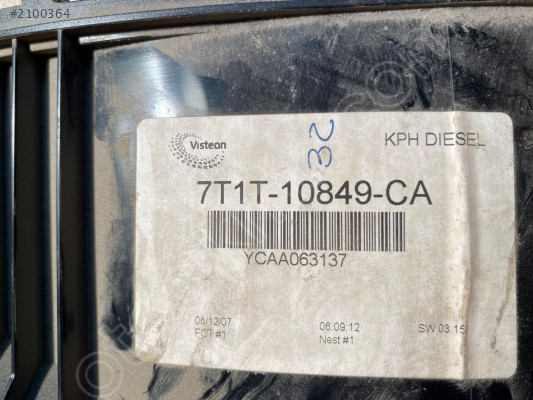 #2100364
32
Visteon
KPH DIESEL
7T1T-10849-CA
YCAA063137
06/12/07 06:09:12 SW 03.15
FCT #1 Nest #1